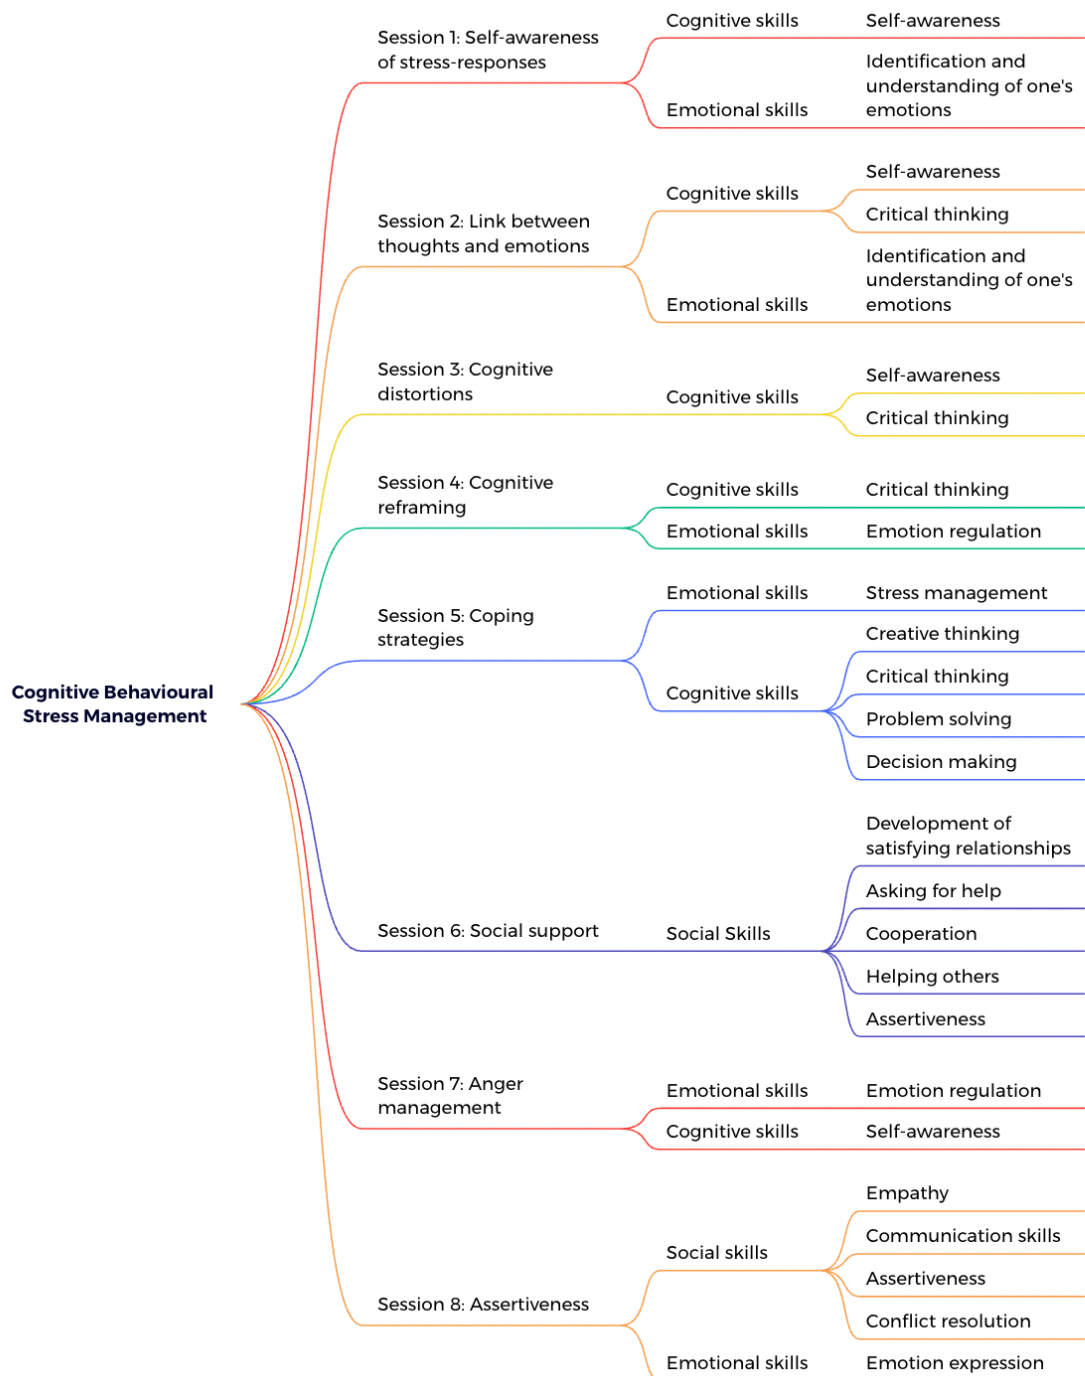 Cognitive Behavioural
Stress Management
Session 1: Self-awareness
of stress-responses
Cognitive skills
Self-awareness
Emotional skills
Identification and
understanding of one's
emotions
Session 2: Link between
thoughts and emotions
Cognitive skills
Self-awareness
Critical thinking
Emotional skills
Identification and
understanding of one's
emotions
Session 3: Cognitive
distortions
Cognitive skills
Self-awareness
Critical thinking
Session 4: Cognitive
reframing
Cognitive skills
Critical thinking
Emotional skills
Emotion regulation
Session 5: Coping
strategies
Emotional skills
Stress management
Cognitive skills
Creative thinking
Critical thinking
Problem solving
Decision making
Session 6: Social support
Social Skills
Development of
satisfying relationships
Asking for help
Cooperation
Helping others
Assertiveness
Session 7: Anger
management
Emotional skills
Emotion regulation
Cognitive skills
Self-awareness
Session 8: Assertiveness
Social skills
Empathy
Communication skills
Assertiveness
Conflict resolution
Emotional skills
Emotion expression